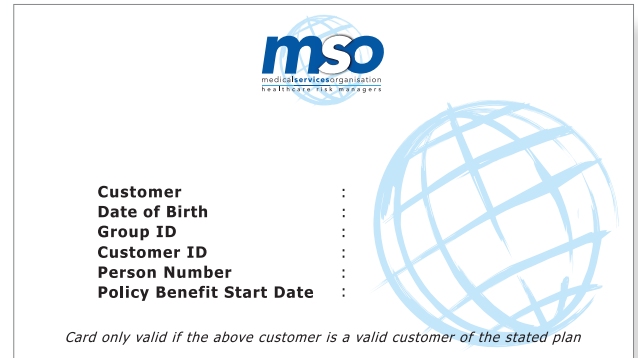 mso
medicalservicesorganisation
healthcare risk managers
Customer :
Date of Birth :
Group ID :
Customer ID :
Person Number :
Policy Benefit Start Date :
Card only valid if the above customer is a valid customer of the stated plan